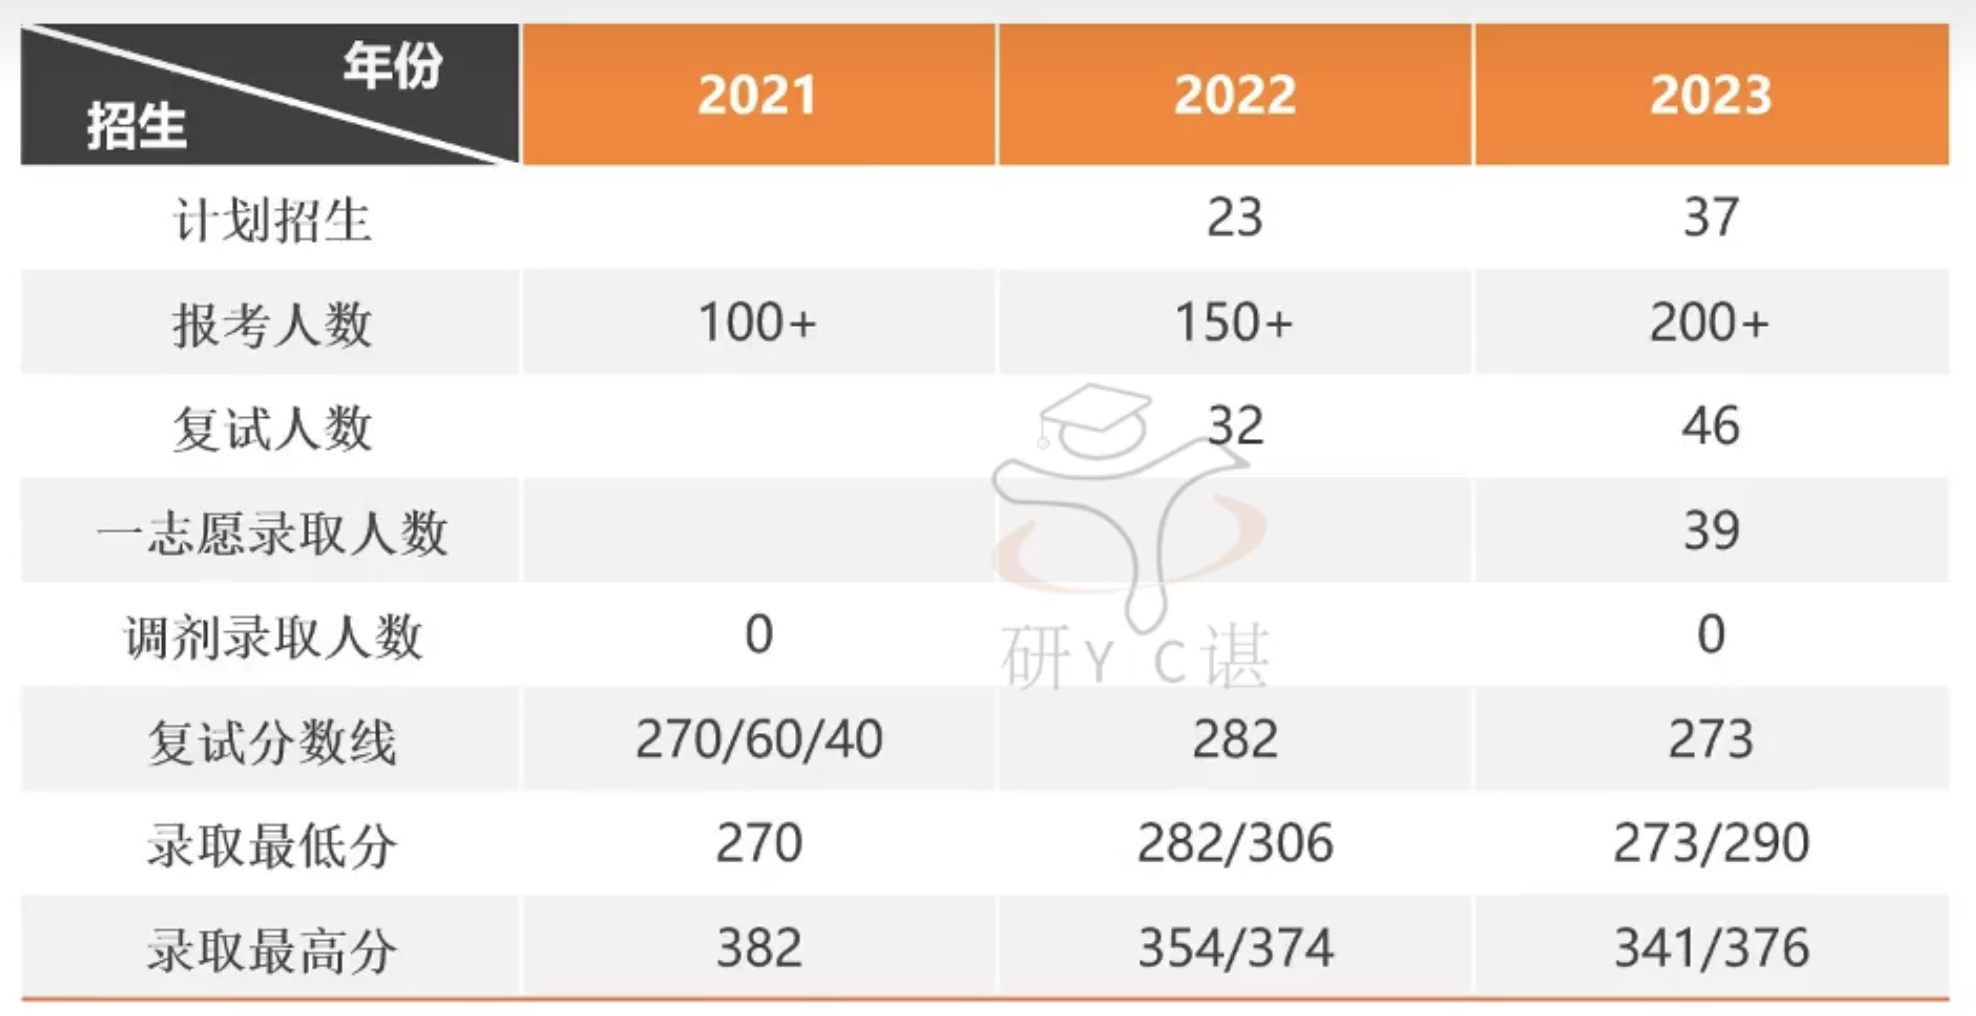 年份
招生
2021 2022 2023
计划招生 23 37
报考人数 100+ 150+ 200+
复试人数 32 46
一志愿录取人数 39
调剂录取人数 0 0
研Y C谌
复试分数线 270/60/40 282 273
录取最低分 270 282/306 273/290
录取最高分 382 354/374 341/376